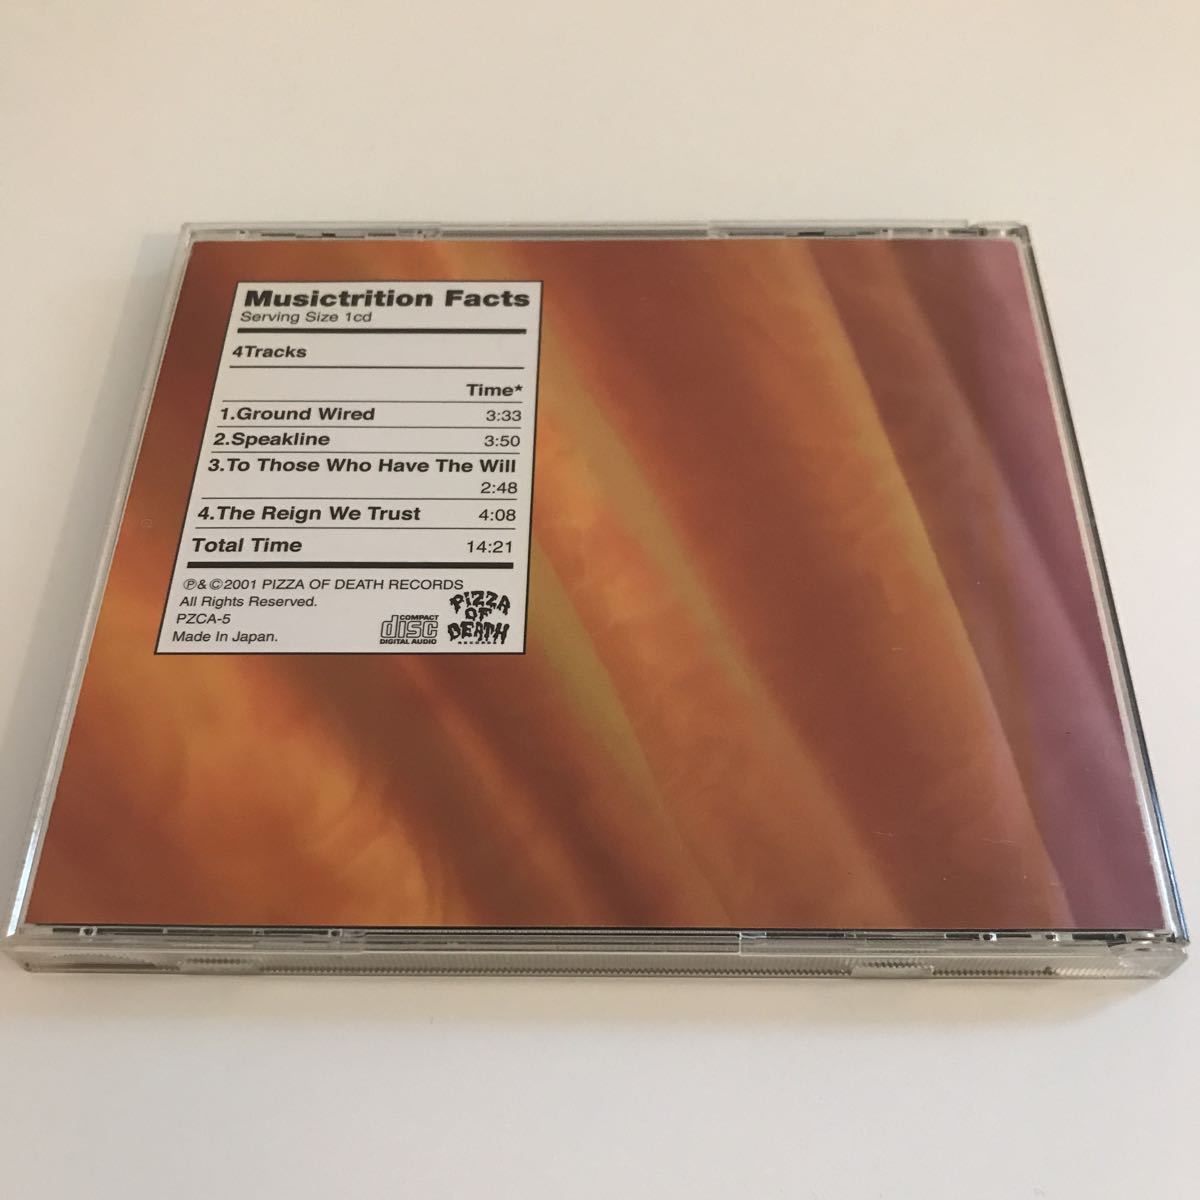 Musictrition Facts
Serving Size 1cd
4Tracks
Time*
1.Ground Wired 3:33
2.Speakline 3:50
3.To Those Who Have The Will
2:48
4.The Reign We Trust 4:08
Total Time 14:21
℗&©2001 PIZZA OF DEATH RECORDS
All Rights Reserved.
PZCA-5
Made In Japan.
COMPACT
disc
DIGITAL AUDIO
PIZZA
OF
DEATH
RECORDS